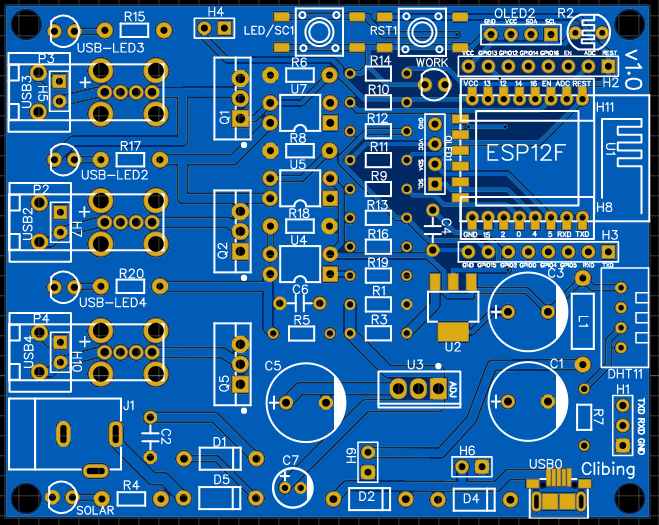 R15
H4
LED/SC1
RST1
OLED2
R2
GND VCC SDA SCL
USB-LED3
P3
USB3
H5
R6
R14
WORK
VCC GPIO13 GPIO12 GPIO14 GPIO16 EN ADC REST
H2
v1.0
VCC 13 12 14 16 EN ADC REST
U7
R10
H11
Q1
R12
GND
VCC
SDA
SCL
OLED1
ESP12F
U1
R17
R8
R11
USB-LED2
U5
R9
P2
USB2
H7
R18
R13
C4
H8
GND 15 2 0 4 5 RXD TXD
Q2
U4
R16
H3
GND GPIO15 GPIO2 GPIO0 GPIO4 GPIO5 RXD TXD
R20
R19
C3
USB-LED4
C6
R1
L1
P4
USB4
H10
R5
R3
U2
DHT11
Q5
C5
U3
ADJ
C1
H1
TXD
RXD
GND
R7
J1
C2
D1
H9
H6
USB0
Clibing
C7
SOLAR
R4
D5
D2
D4